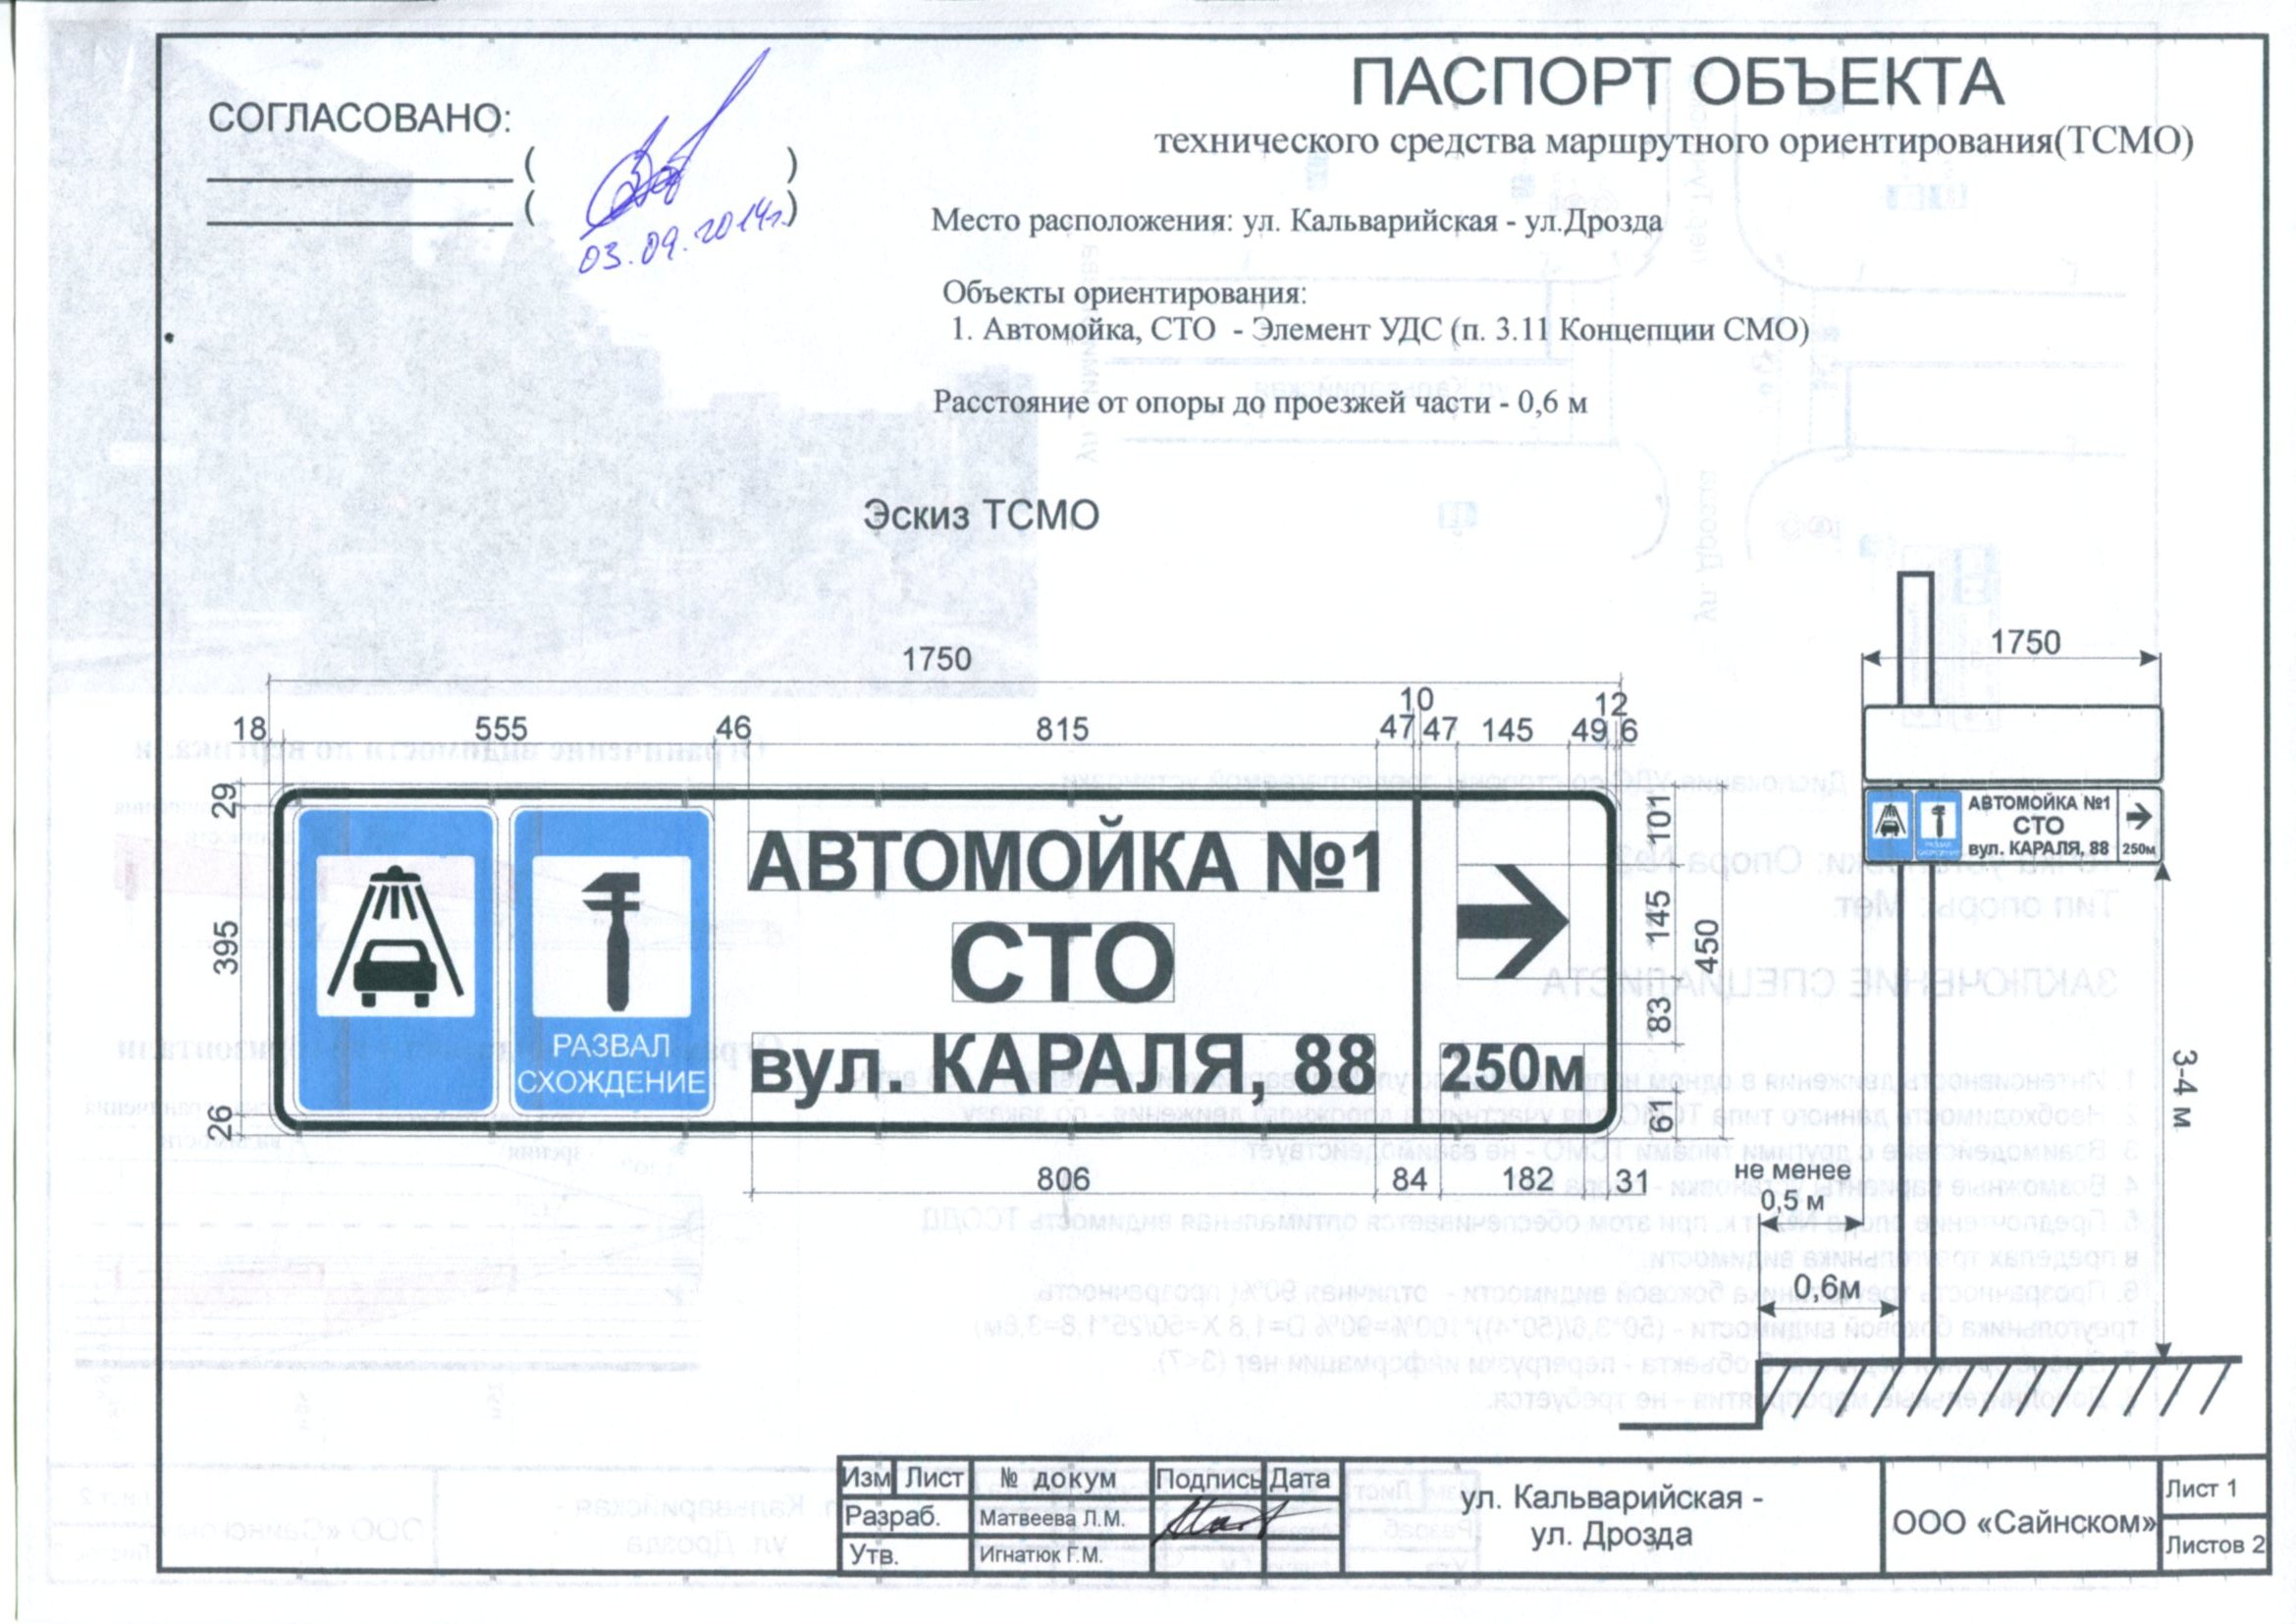 СОГЛАСОВАНО:
( )
( )
03.09.2014г.
ПАСПОРТ ОБЪЕКТА
технического средства маршрутного ориентирования(ТСМО)
Место расположения: ул. Кальварийская - ул.Дрозда
Объекты ориентирования:
1. Автомойка, СТО - Элемент УДС (п. 3.11 Концепции СМО)
Расстояние от опоры до проезжей части - 0,6 м
Эскиз ТСМО
1750
18 555 46 815 47 10 47 145 49 12 6
29
395
26
РАЗВАЛ
СХОЖДЕНИЕ
АВТОМОЙКА №1
СТО
вул. КАРАЛЯ, 88
250м
101
145
83
61
450
806 84 182 31
1750
РАЗВАЛ
СХОЖДЕНИЕ
АВТОМОЙКА №1
СТО
вул. КАРАЛЯ, 88
250м
3-4 м
не менее
0,5 м
0,6м
Изм Лист № докум Подпись Дата
Разраб. Матвеева Л.М.
Утв. Игнатюк Г.М.
ул. Кальварийская -
ул. Дрозда
ООО «Сайнском»
Лист 1
Листов 2